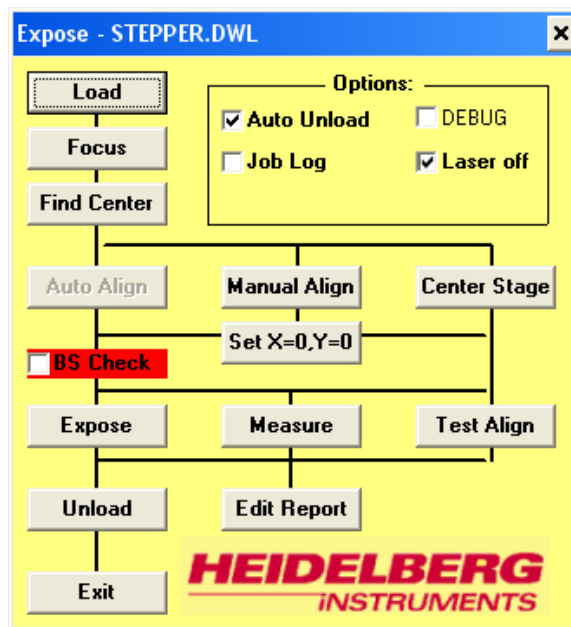 Expose - STEPPER.DWL
Load
Options:
Auto Unload
DEBUG
Focus
Job Log
Laser off
Find Center
Auto Align
Manual Align
Center Stage
Set X=0,Y=0
BS Check
Expose
Measure
Test Align
Unload
Edit Report
Exit
HEIDELBERG
iNSTRUMENTS